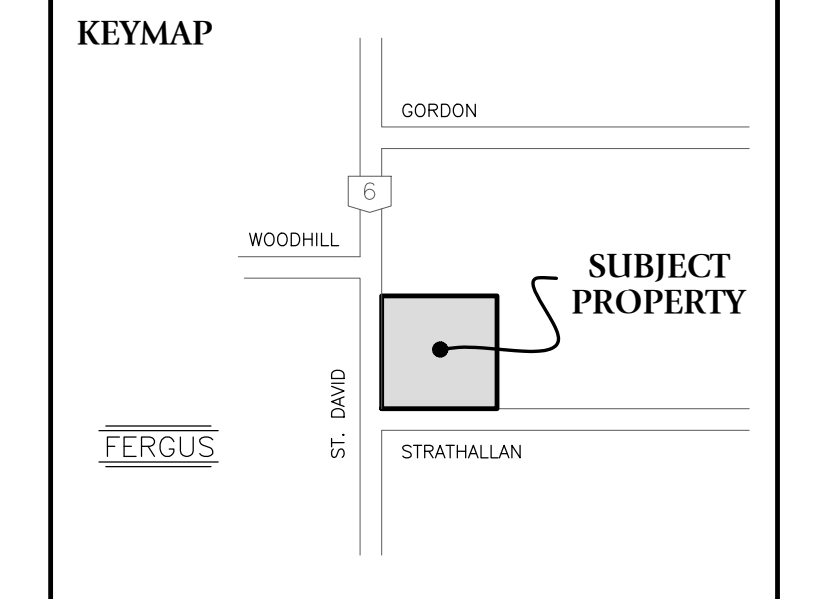 KEYMAP
GORDON
6
WOODHILL
SUBJECT
PROPERTY
ST. DAVID
FERGUS
STRATHALLAN